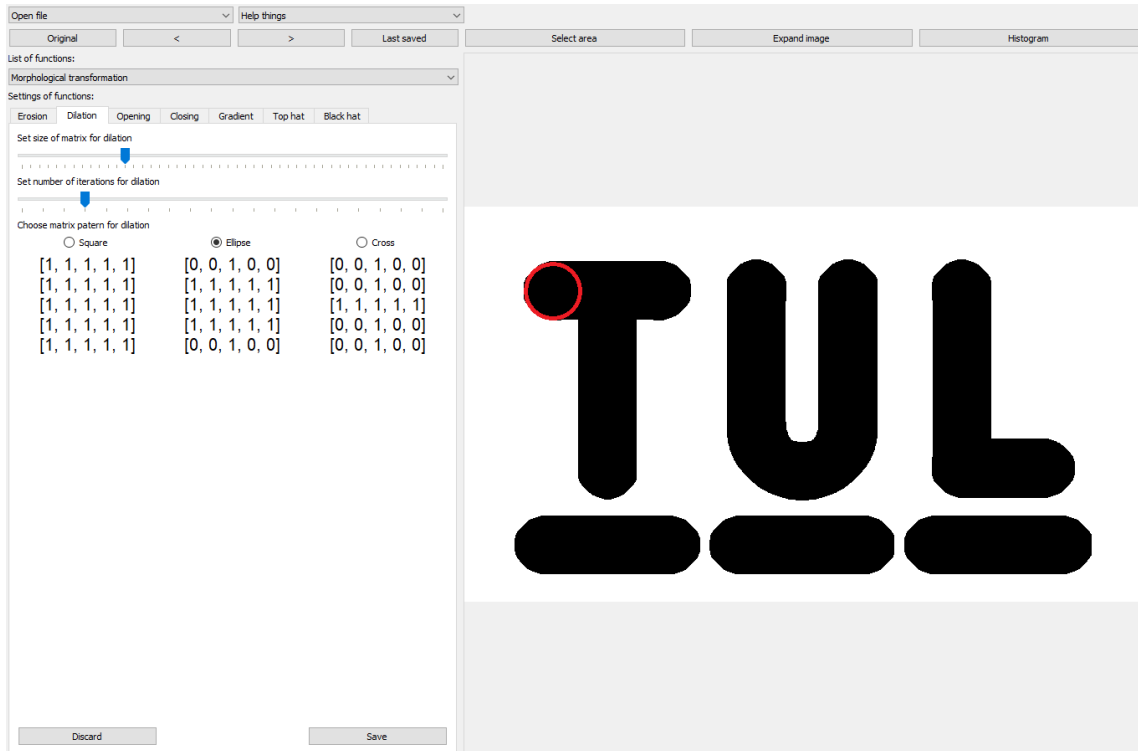 Open file Help things
Original < > Last saved Select area Expand image Histogram
List of functions:
Morphological transformation
Settings of functions:
Erosion Dilation Opening Closing Gradient Top hat Black hat
Set size of matrix for dilation
Set number of iterations for dilation
Choose matrix patern for dilation
Square Ellipse Cross
[1, 1, 1, 1, 1] [0, 0, 1, 0, 0] [0, 0, 1, 0, 0]
[1, 1, 1, 1, 1] [1, 1, 1, 1, 1] [0, 0, 1, 0, 0]
[1, 1, 1, 1, 1] [1, 1, 1, 1, 1] [1, 1, 1, 1, 1]
[1, 1, 1, 1, 1] [1, 1, 1, 1, 1] [0, 0, 1, 0, 0]
[1, 1, 1, 1, 1] [0, 0, 1, 0, 0] [0, 0, 1, 0, 0]
TUL
Discard Save